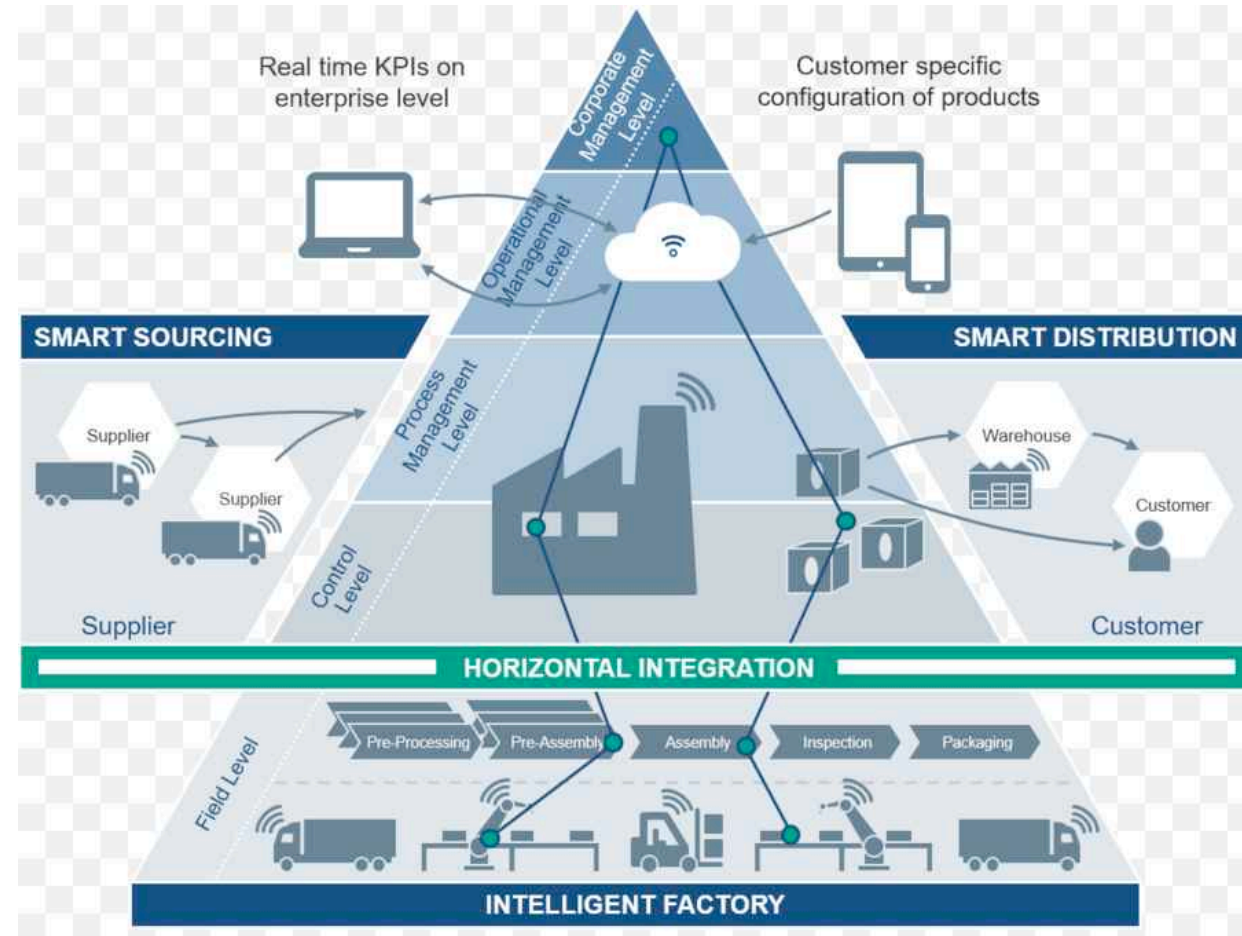 Real time KPIs on
enterprise level
Customer specific
configuration of products
Corporate
Management
Level
Operational
Management
Level
SMART SOURCING
SMART DISTRIBUTION
Process
Management
Level
Supplier
Supplier
Warehouse
Customer
Control
Level
Supplier
Customer
HORIZONTAL INTEGRATION
Field Level
Pre-Processing
Pre-Assembly
Assembly
Inspection
Packaging
INTELLIGENT FACTORY